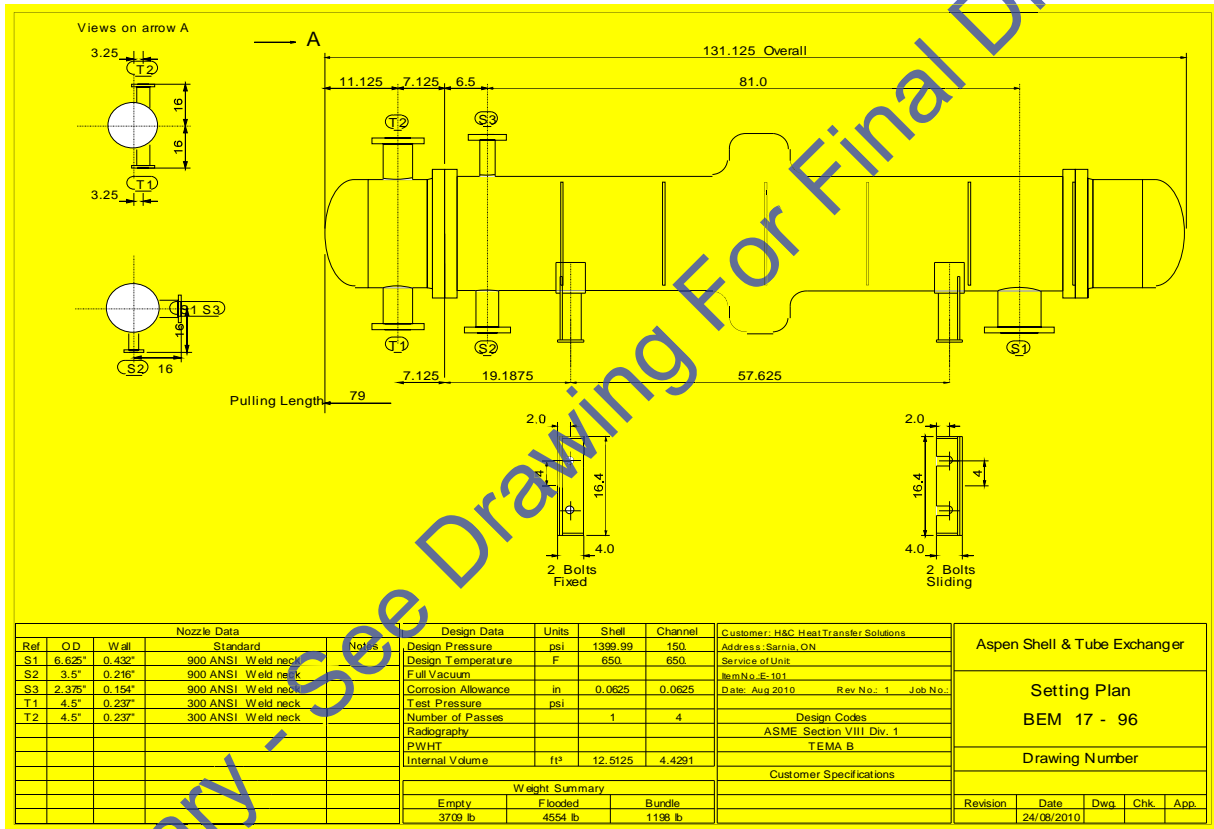 Views on arrow A
A
3.25
T2
16
16
T1
3.25
S1 S3
16
S2
16
131.125 Overall
11.125
7.125
6.5
81.0
T2
S3
T1
S2
S1
7.125
19.1875
57.625
Pulling Length
79
2.0
4
16.4
4.0
2 Bolts
Fixed
2.0
16.4
4
4.0
2 Bolts
Sliding
See Drawing For Final
Nozzle Data
Ref OD Wall Standard Notes
S1 6.625" 0.432" 900 ANSI Weld neck
S2 3.5" 0.216" 900 ANSI Weld neck
S3 2.375" 0.154" 900 ANSI Weld neck
T1 4.5" 0.237" 300 ANSI Weld neck
T2 4.5" 0.237" 300 ANSI Weld neck
Design Data Units Shell Channel
Design Pressure psi 1399.99 150.
Design Temperature F 650. 650.
Full Vacuum
Corrosion Allowance in 0.0625 0.0625
Test Pressure psi
Number of Passes 1 4
Radiography
PWHT
Internal Volume ft³ 12.5125 4.4291
Weight Summary
Empty Flooded Bundle
3709 lb 4554 lb 1198 lb
Customer: H&C Heat Transfer Solutions
Address: Sarnia, ON
Service of Unit:
Item No.:E-101
Date: Aug 2010 Rev No.: 1 Job No.:
Design Codes
ASME Section VIII Div. 1
TEMA B
Customer Specifications
Aspen Shell & Tube Exchanger
Setting Plan
BEM 17 - 96
Drawing Number
Revision Date Dwg. Chk. App.
24/08/2010